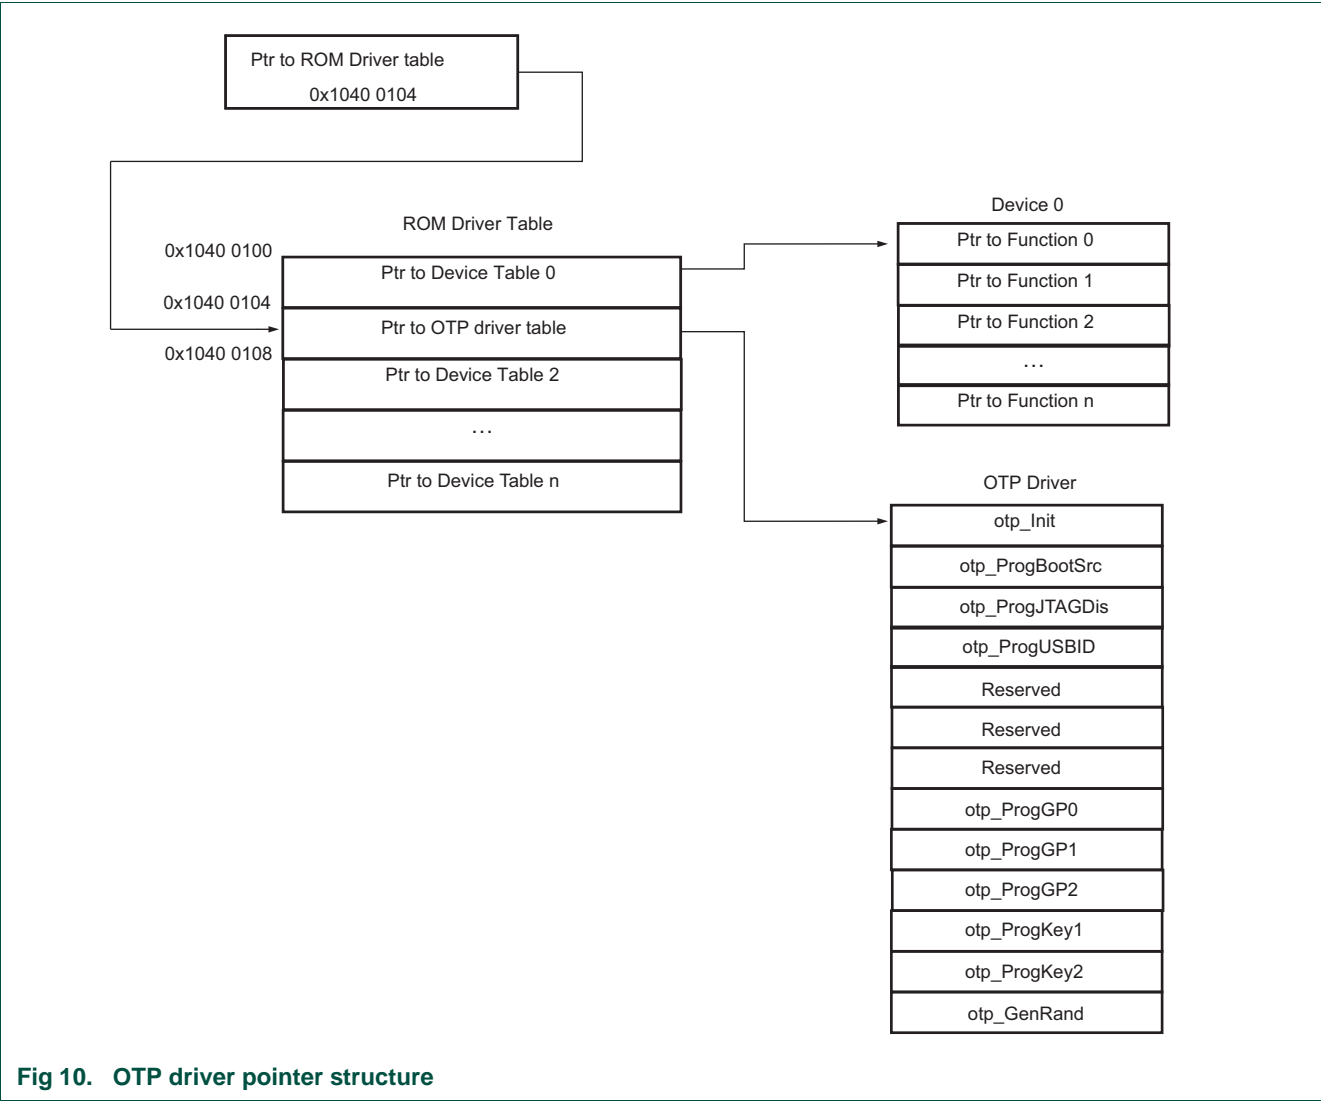 Ptr to ROM Driver table
0x1040 0104
ROM Driver Table
0x1040 0100
Ptr to Device Table 0
0x1040 0104
Ptr to OTP driver table
0x1040 0108
Ptr to Device Table 2
...
Ptr to Device Table n
Device 0
Ptr to Function 0
Ptr to Function 1
Ptr to Function 2
...
Ptr to Function n
OTP Driver
otp_Init
otp_ProgBootSrc
otp_ProgJTAGDis
otp_ProgUSBID
Reserved
Reserved
Reserved
otp_ProgGP0
otp_ProgGP1
otp_ProgGP2
otp_ProgKey1
otp_ProgKey2
otp_GenRand
Fig 10. OTP driver pointer structure